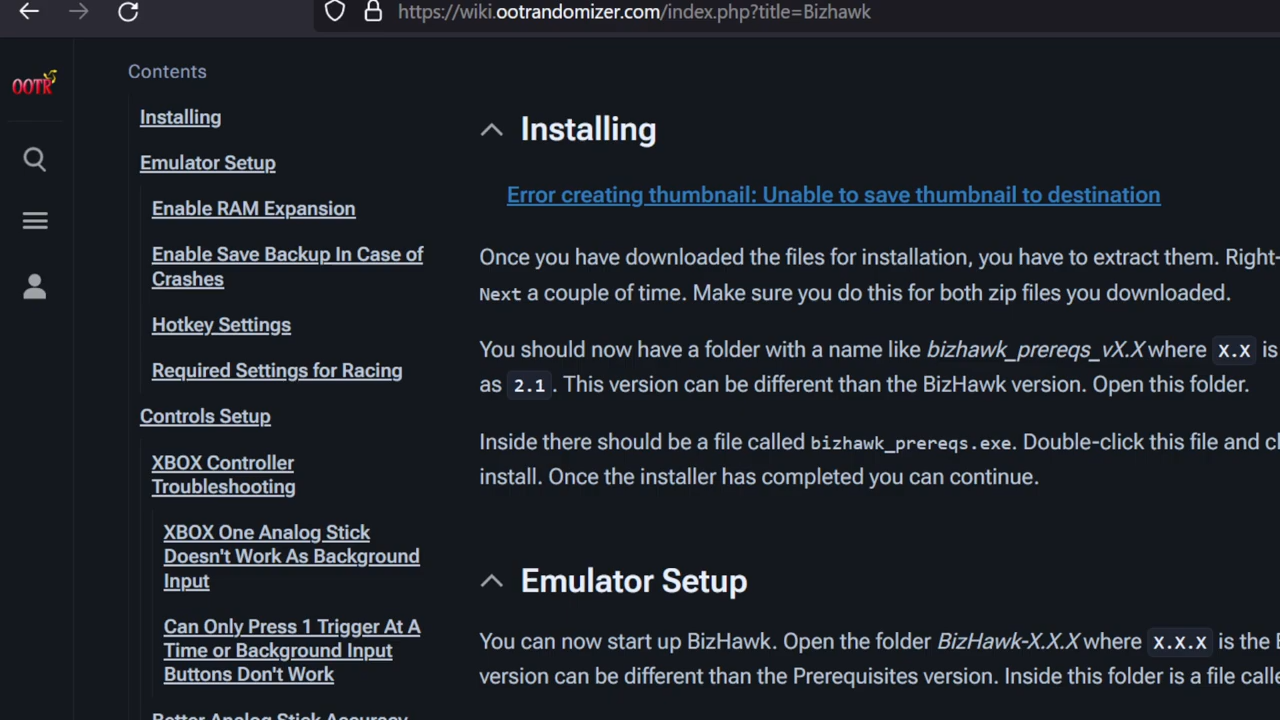 https://wiki.ootrandomizer.com/index.php?title=Bizhawk
OOTR
Contents
Installing
Emulator Setup
Enable RAM Expansion
Enable Save Backup In Case of
Crashes
Hotkey Settings
Required Settings for Racing
Controls Setup
XBOX Controller
Troubleshooting
XBOX One Analog Stick
Doesn't Work As Background
Input
Can Only Press 1 Trigger At A
Time or Background Input
Buttons Don't Work
Better Analog Stick Accuracy
Installing
Error creating thumbnail: Unable to save thumbnail to destination
Once you have downloaded the files for installation, you have to extract them. Right-
Next a couple of time. Make sure you do this for both zip files you downloaded.
You should now have a folder with a name like bizhawk_prereqs_vX.X where X.X is
as 2.1. This version can be different than the BizHawk version. Open this folder.
Inside there should be a file called bizhawk_prereqs.exe. Double-click this file and cl
install. Once the installer has completed you can continue.
Emulator Setup
You can now start up BizHawk. Open the folder BizHawk-X.X.X where X.X.X is the B
version can be different than the Prerequisites version. Inside this folder is a file calle